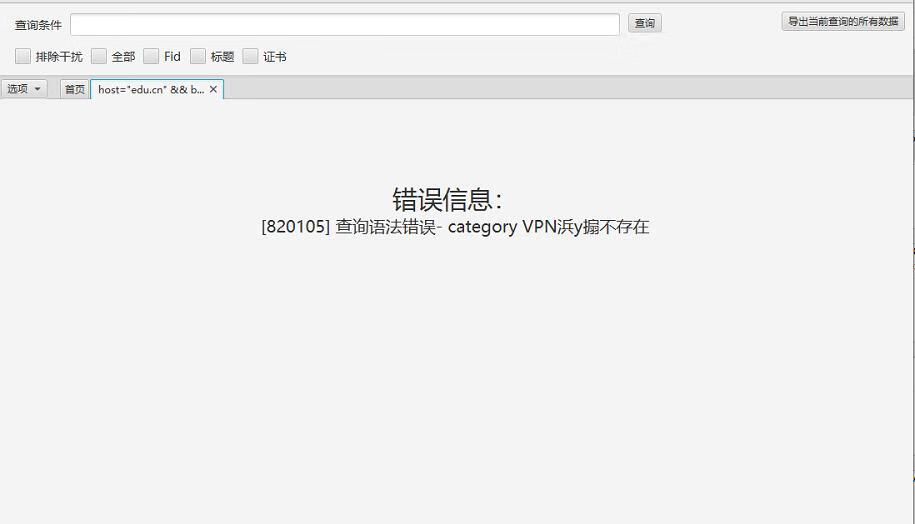 查询条件 查询 导出当前查询的所有数据
排除干扰 全部 Fid 标题 证书
选项 首页 host="edu.cn" && b...
错误信息：
[820105] 查询语法错误- category VPN浜y搧不存在